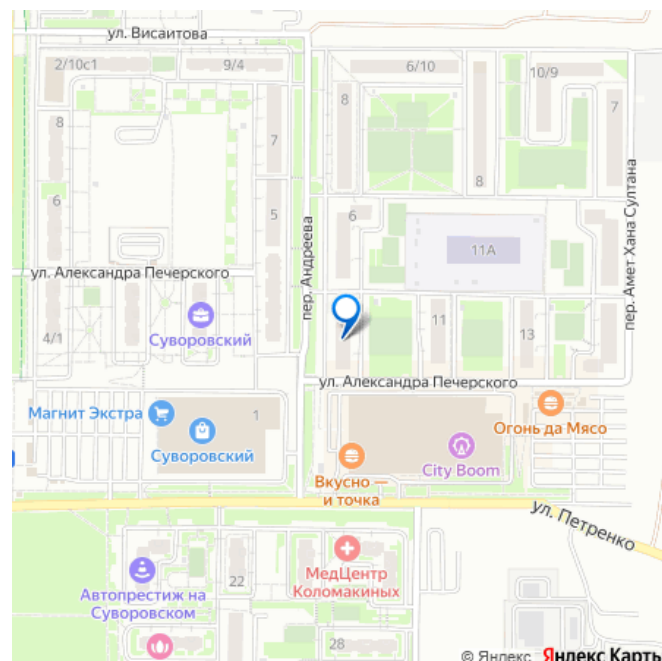 ул. Висаитова
2/10с1
9/4
6/10
10/9
8
8
7
7
8
6
5
6
пер. Андреева
11А
пер. Амет Хана Султана
ул. Александра Печерского
4/1
Суворовский
11
13
ул. Александра Печерского
Магнит Экстра
1
Суворовский
Огонь да Мясо
City Boom
Вкусно —
и точка
ул. Петренко
МедЦентр
Коломакиных
22
Автопрестиж на
Суворовском
28
© Яндекс Яндекс Карты